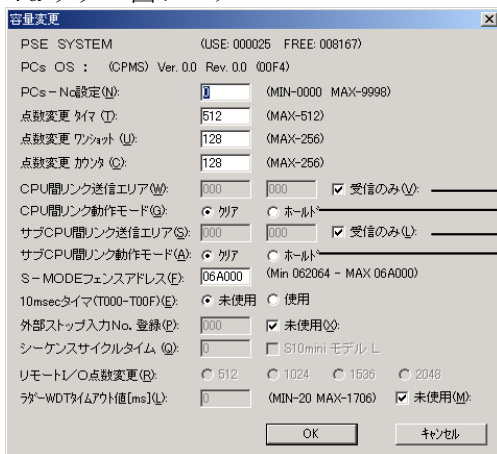 容量変更
PSE SYSTEM (USE: 000025 FREE: 008167)
PCs OS : (CPMS) Ver. 0.0 Rev. 0.0 (00F4)
PCs-No設定(N): 0 (MIN-0000 MAX-9998)
点数変更 タイマ (T): 512 (MAX-512)
点数変更 ワンショット (U): 128 (MAX-256)
点数変更 カウンタ (C): 128 (MAX-256)
CPU間リンク送信エリア(W): 000 000 受信のみ(V):
CPU間リンク動作モード(G): クリア ホールド
サブCPU間リンク送信エリア(S): 000 000 受信のみ(L):
サブCPU間リンク動作モード(A): クリア ホールド
S-MODEフェンスアドレス(F): 06A000 (Min 062064 - MAX 06A000)
10msecタイマ(T000-T00F)(E): 未使用 使用
外部ストップ入力No. 登録(P): 000 未使用(X):
シーケンスサイクルタイム (Q): 0 S10mini モデル L
リモートI/O点数変更(R): 512 1024 1536 2048
ラダーWDTタイムアウト値[ms](L): 0 (MIN-20 MAX-1706) 未使用(M):
OK キャンセル